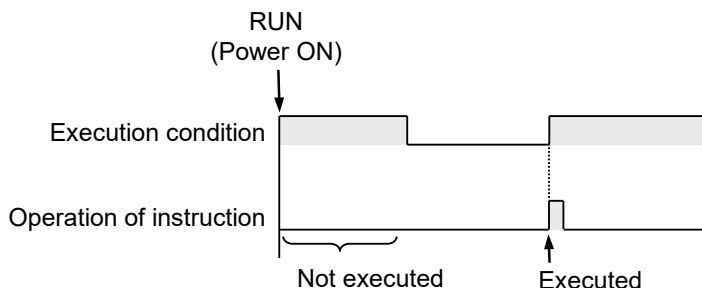 RUN
(Power ON)
Execution condition
Operation of instruction
Not executed
Executed